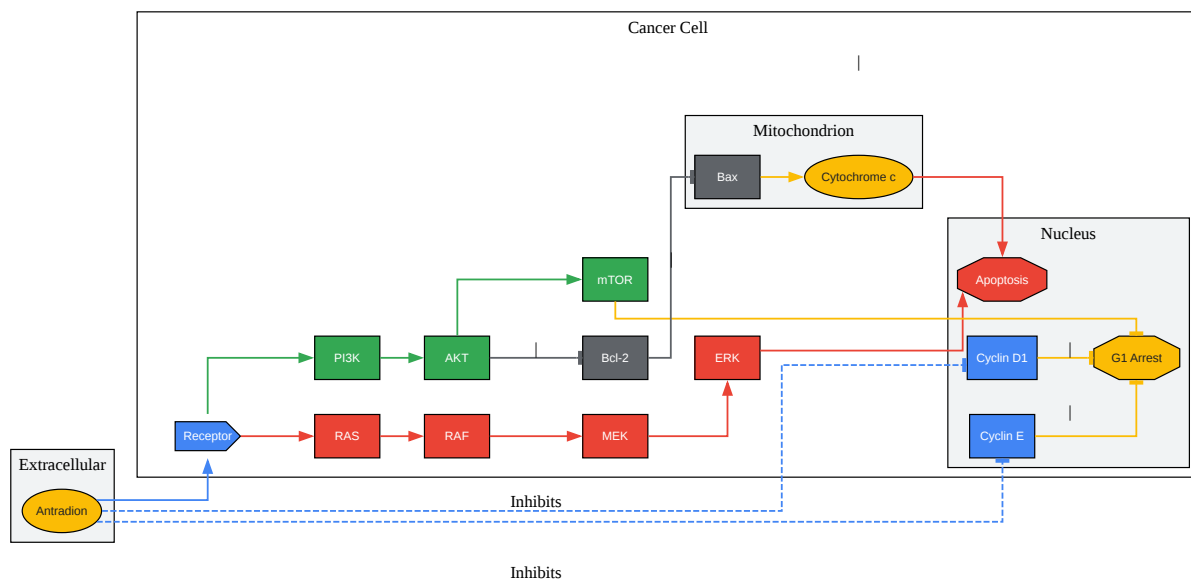 Cancer Cell
Mitochondrion
Bax
Cytochrome c
Nucleus
mTOR
Apoptosis
PI3K
AKT
Bcl-2
ERK
Cyclin D1
G1 Arrest
Receptor
RAS
RAF
MEK
Cyclin E
Extracellular
Antradion
Inhibits
Inhibits